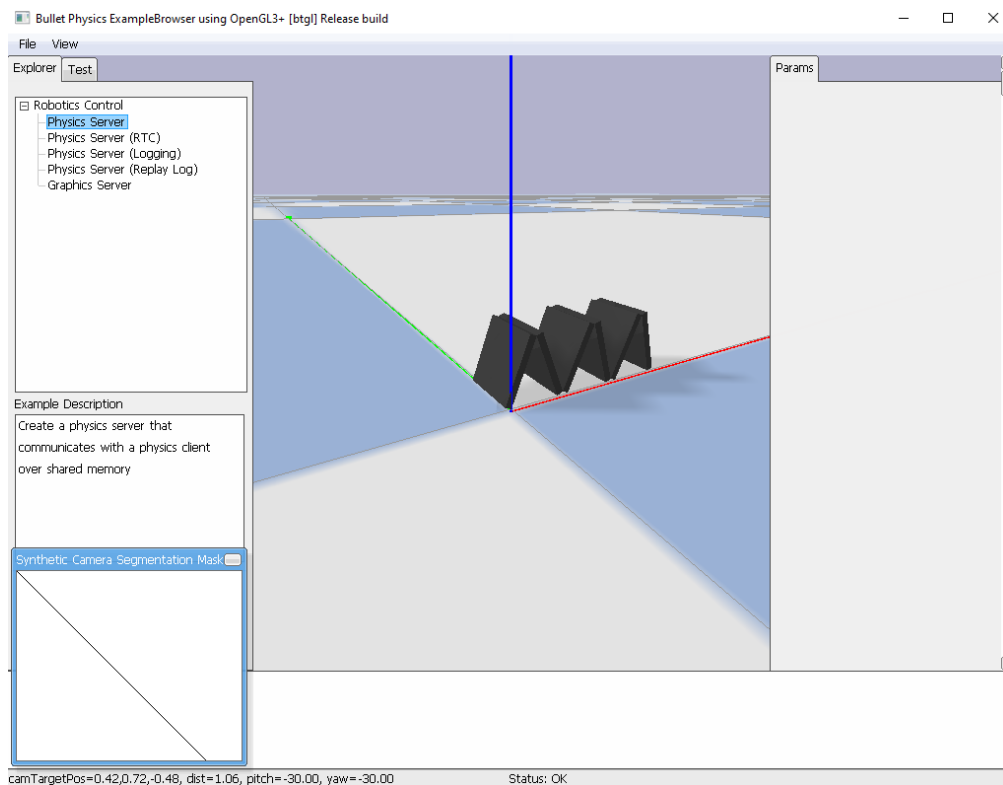 Bullet Physics ExampleBrowser using OpenGL3+ [btgl] Release build
File View
Explorer Test
Params
Robotics Control
Physics Server
Physics Server (RTC)
Physics Server (Logging)
Physics Server (Replay Log)
Graphics Server
Example Description
Create a physics server that
communicates with a physics client
over shared memory
Synthetic Camera Segmentation Mask
camTargetPos=0.42,0.72,-0.48, dist=1.06, pitch=-30.00, yaw=-30.00 Status: OK